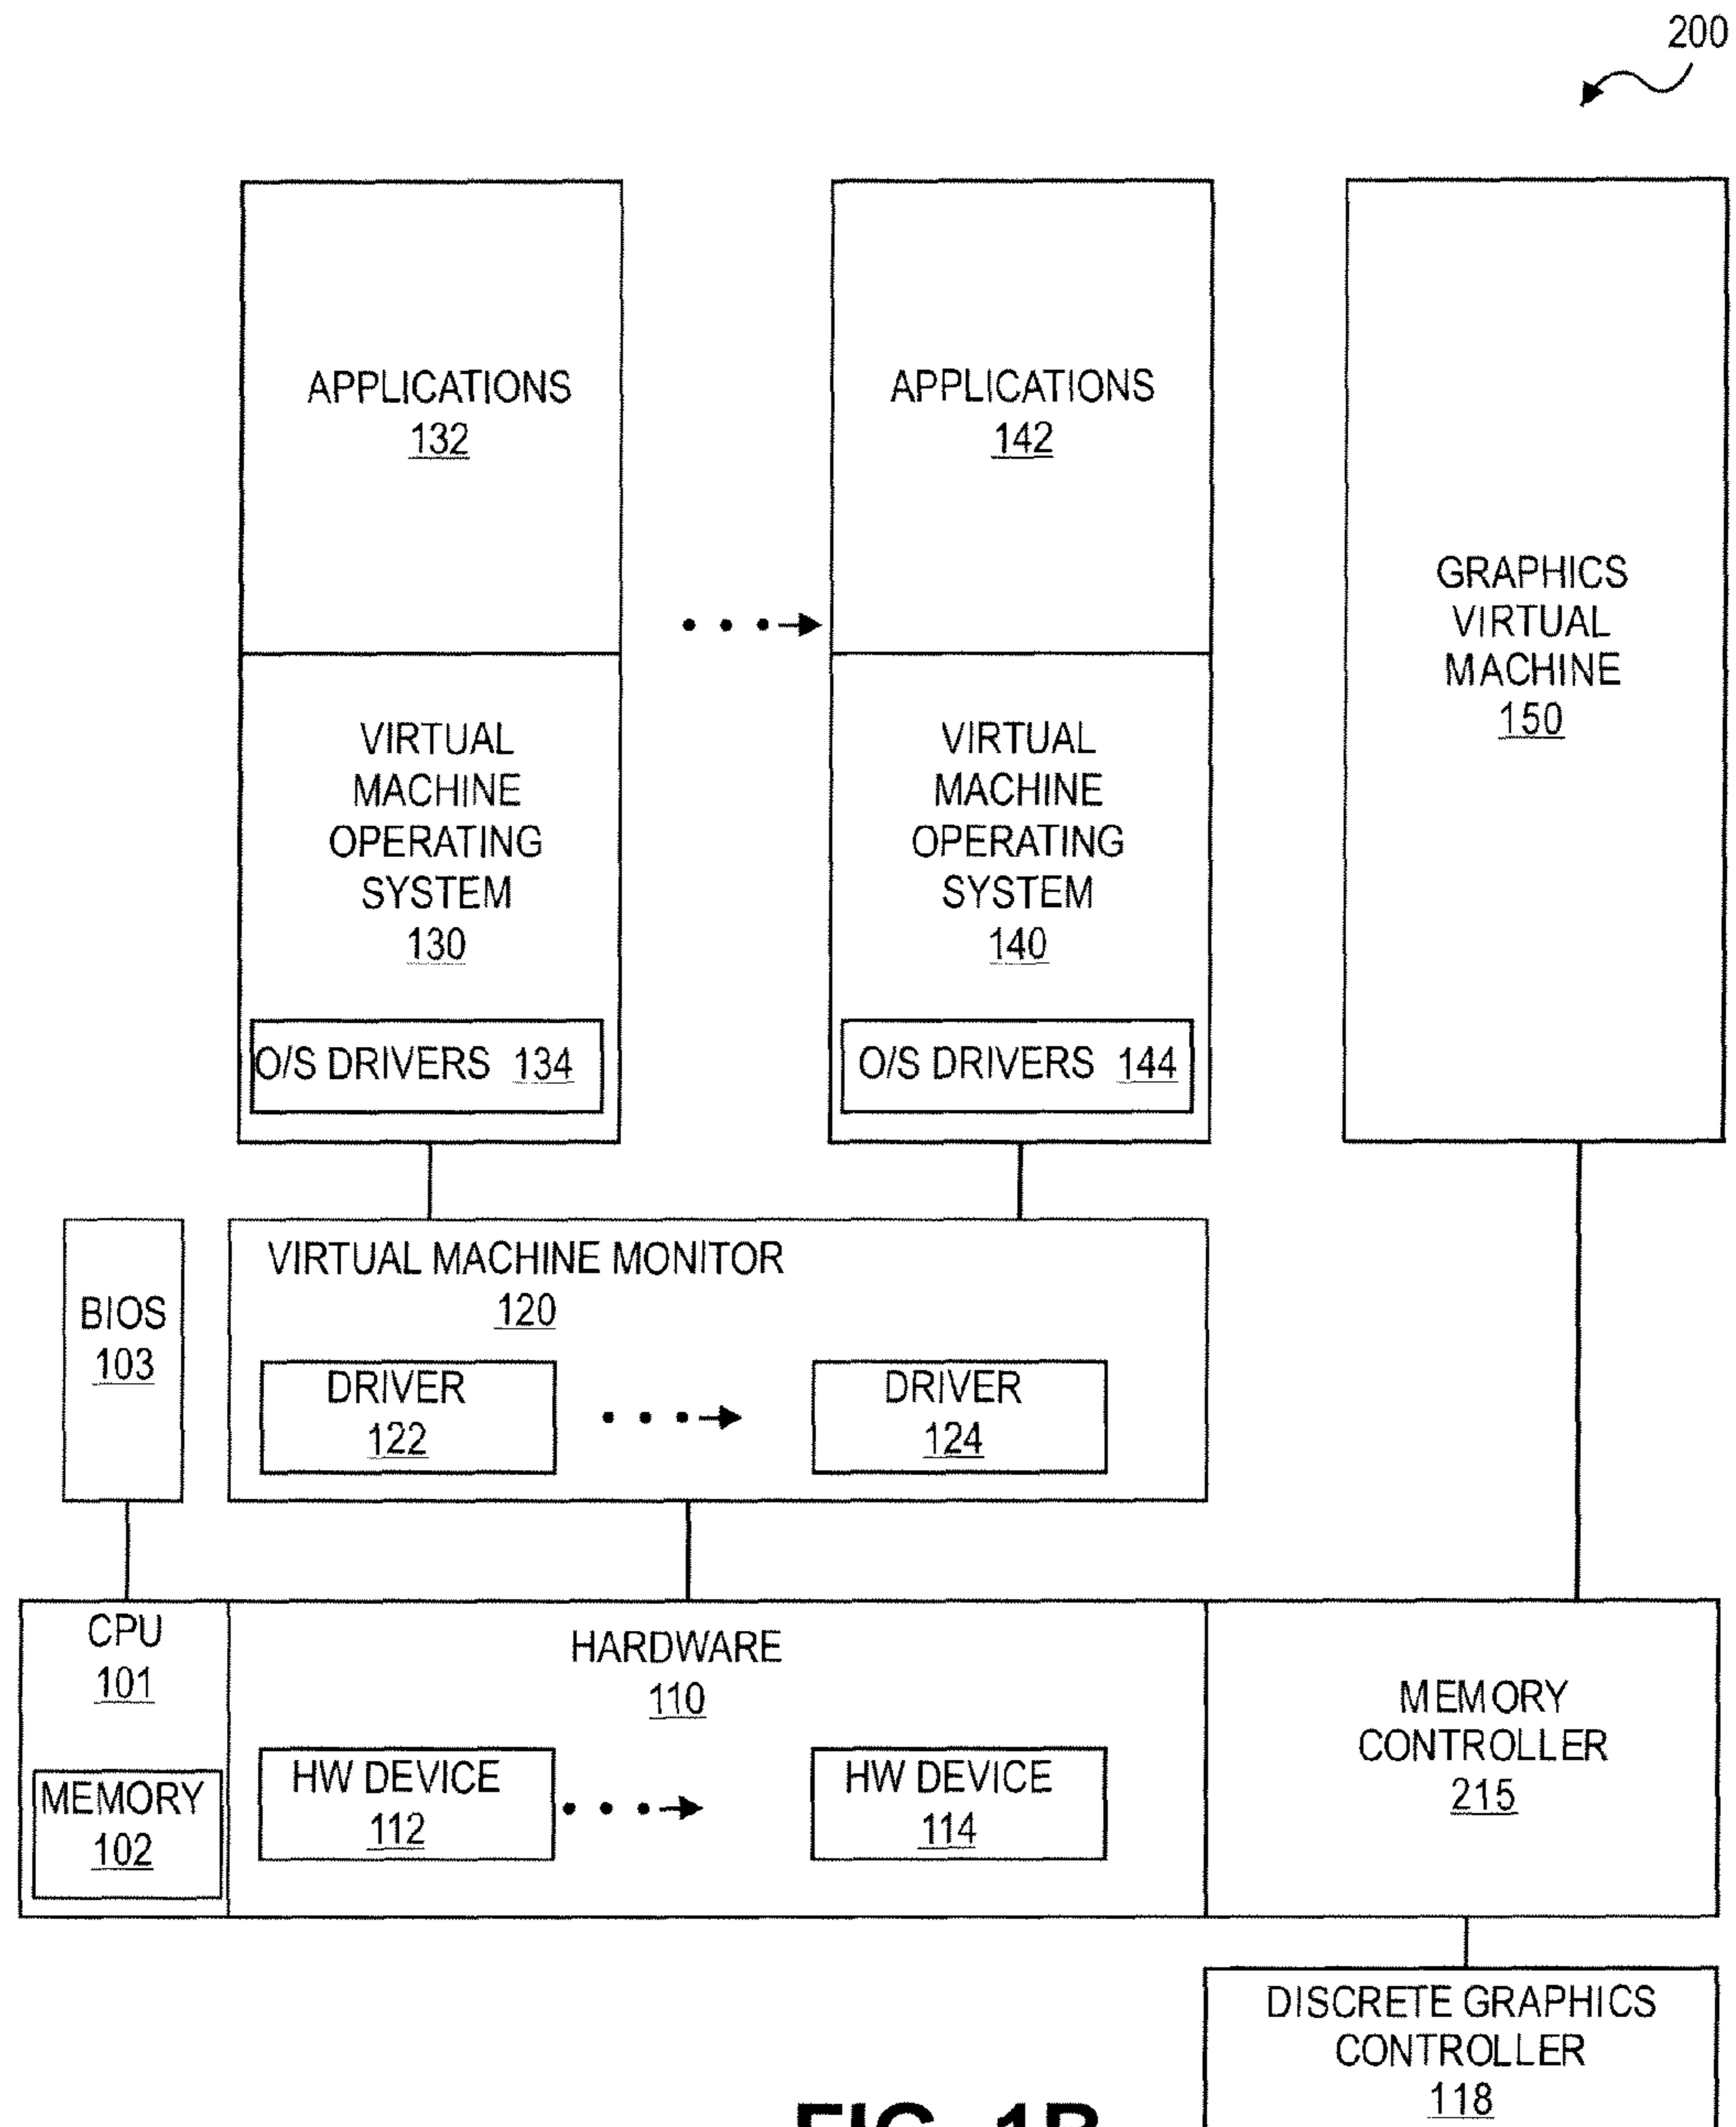 200
APPLICATIONS
132
APPLICATIONS
142
GRAPHICS
VIRTUAL
MACHINE
150
VIRTUAL
MACHINE
OPERATING
SYSTEM
130
O/S DRIVERS 134
VIRTUAL
MACHINE
OPERATING
SYSTEM
140
O/S DRIVERS 144
BIOS
103
VIRTUAL MACHINE MONITOR
120
DRIVER
122
DRIVER
124
CPU
101
MEMORY
102
HARDWARE
110
HW DEVICE
112
HW DEVICE
114
MEMORY
CONTROLLER
215
DISCRETE GRAPHICS
CONTROLLER
118
FIG. 1B